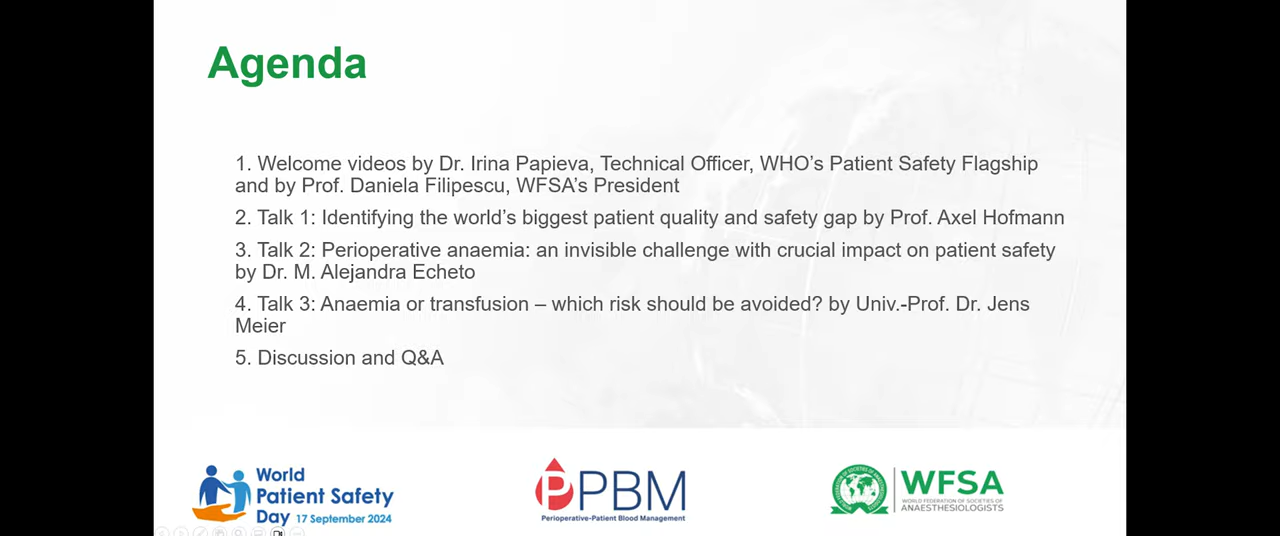 Agenda
1. Welcome videos by Dr. Irina Papieva, Technical Officer, WHO's Patient Safety Flagship
and by Prof. Daniela Filipescu, WFSA's President
2. Talk 1: Identifying the world's biggest patient quality and safety gap by Prof. Axel Hofmann
3. Talk 2: Perioperative anaemia: an invisible challenge with crucial impact on patient safety
by Dr. M. Alejandra Echeto
4. Talk 3: Anaemia or transfusion – which risk should be avoided? by Univ.-Prof. Dr. Jens
Meier
5. Discussion and Q&A
World
Patient Safety
Day 17 September 2024
PPBM
Perioperative-Patient Blood Management
WFSA
WORLD FEDERATION OF SOCIETIES OF
ANAESTHESIOLOGISTS